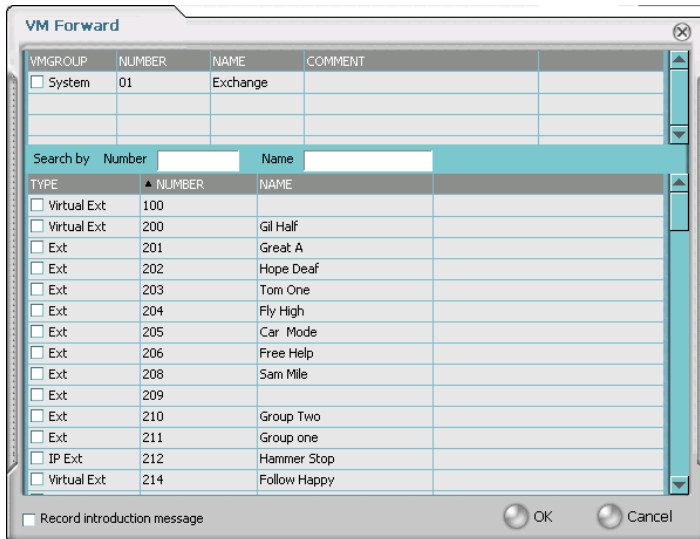 VM Forward
VMGROUP NUMBER NAME COMMENT
System 01 Exchange
Search by Number Name
TYPE NUMBER NAME
Virtual Ext 100
Virtual Ext 200 Gil Half
Ext 201 Great A
Ext 202 Hope Deaf
Ext 203 Tom One
Ext 204 Fly High
Ext 205 Car Mode
Ext 206 Free Help
Ext 208 Sam Mile
Ext 209
Ext 210 Group Two
Ext 211 Group one
IP Ext 212 Hammer Stop
Virtual Ext 214 Follow Happy
Record introduction message OK Cancel